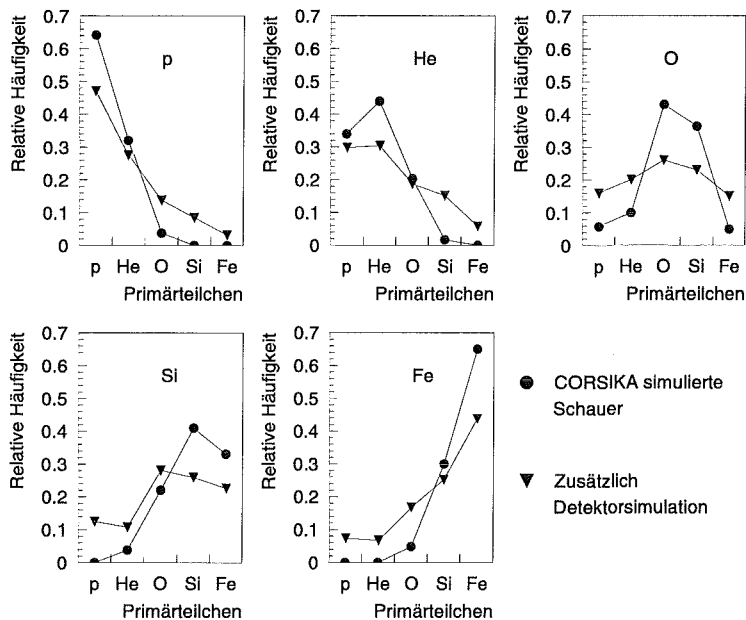 Relative Häufigkeit
0.7
0.6
0.5
0.4
0.3
0.2
0.1
0
p
p He O Si Fe
Primärteilchen
Relative Häufigkeit
0.7
0.6
0.5
0.4
0.3
0.2
0.1
0
He
p He O Si Fe
Primärteilchen
Relative Häufigkeit
0.7
0.6
0.5
0.4
0.3
0.2
0.1
0
O
p He O Si Fe
Primärteilchen
Relative Häufigkeit
0.7
0.6
0.5
0.4
0.3
0.2
0.1
0
Si
p He O Si Fe
Primärteilchen
Relative Häufigkeit
0.7
0.6
0.5
0.4
0.3
0.2
0.1
0
Fe
p He O Si Fe
Primärteilchen
CORSIKA simulierte
Schauer
Zusätzlich
Detektorsimulation